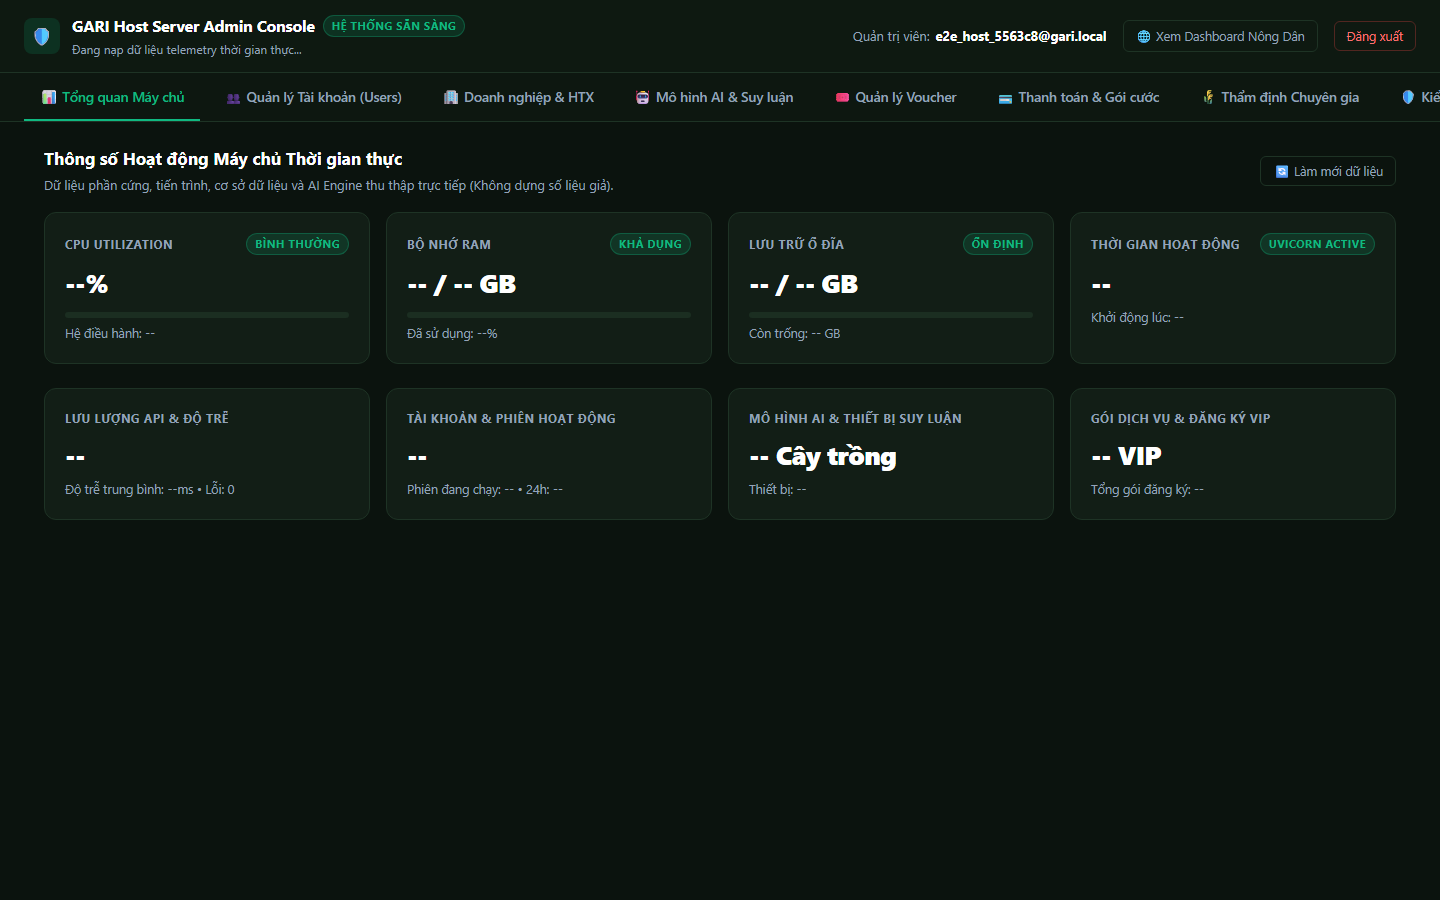 GARI Host Server Admin Console HỆ THỐNG SẴN SÀNG
Đang nạp dữ liệu telemetry thời gian thực...
Quản trị viên: e2e_host_5563c8@gari.local
Xem Dashboard Nông Dân
Đăng xuất
Tổng quan Máy chủ
Quản lý Tài khoản (Users)
Doanh nghiệp & HTX
Mô hình AI & Suy luận
Quản lý Voucher
Thanh toán & Gói cước
Thẩm định Chuyên gia
Kiể
Thông số Hoạt động Máy chủ Thời gian thực
Dữ liệu phần cứng, tiến trình, cơ sở dữ liệu và AI Engine thu thập trực tiếp (Không dựng số liệu giả).
Làm mới dữ liệu
CPU UTILIZATION BÌNH THƯỜNG
--%
Hệ điều hành: --
BỘ NHỚ RAM KHẢ DỤNG
-- / -- GB
Đã sử dụng: --%
LƯU TRỮ Ổ ĐĨA ỔN ĐỊNH
-- / -- GB
Còn trống: -- GB
THỜI GIAN HOẠT ĐỘNG UVICORN ACTIVE
--
Khởi động lúc: --
LƯU LƯỢNG API & ĐỘ TRỄ
--
Độ trễ trung bình: --ms • Lỗi: 0
TÀI KHOẢN & PHIÊN HOẠT ĐỘNG
--
Phiên đang chạy: -- • 24h: --
MÔ HÌNH AI & THIẾT BỊ SUY LUẬN
-- Cây trồng
Thiết bị: --
GÓI DỊCH VỤ & ĐĂNG KÝ VIP
-- VIP
Tổng gói đăng ký: --